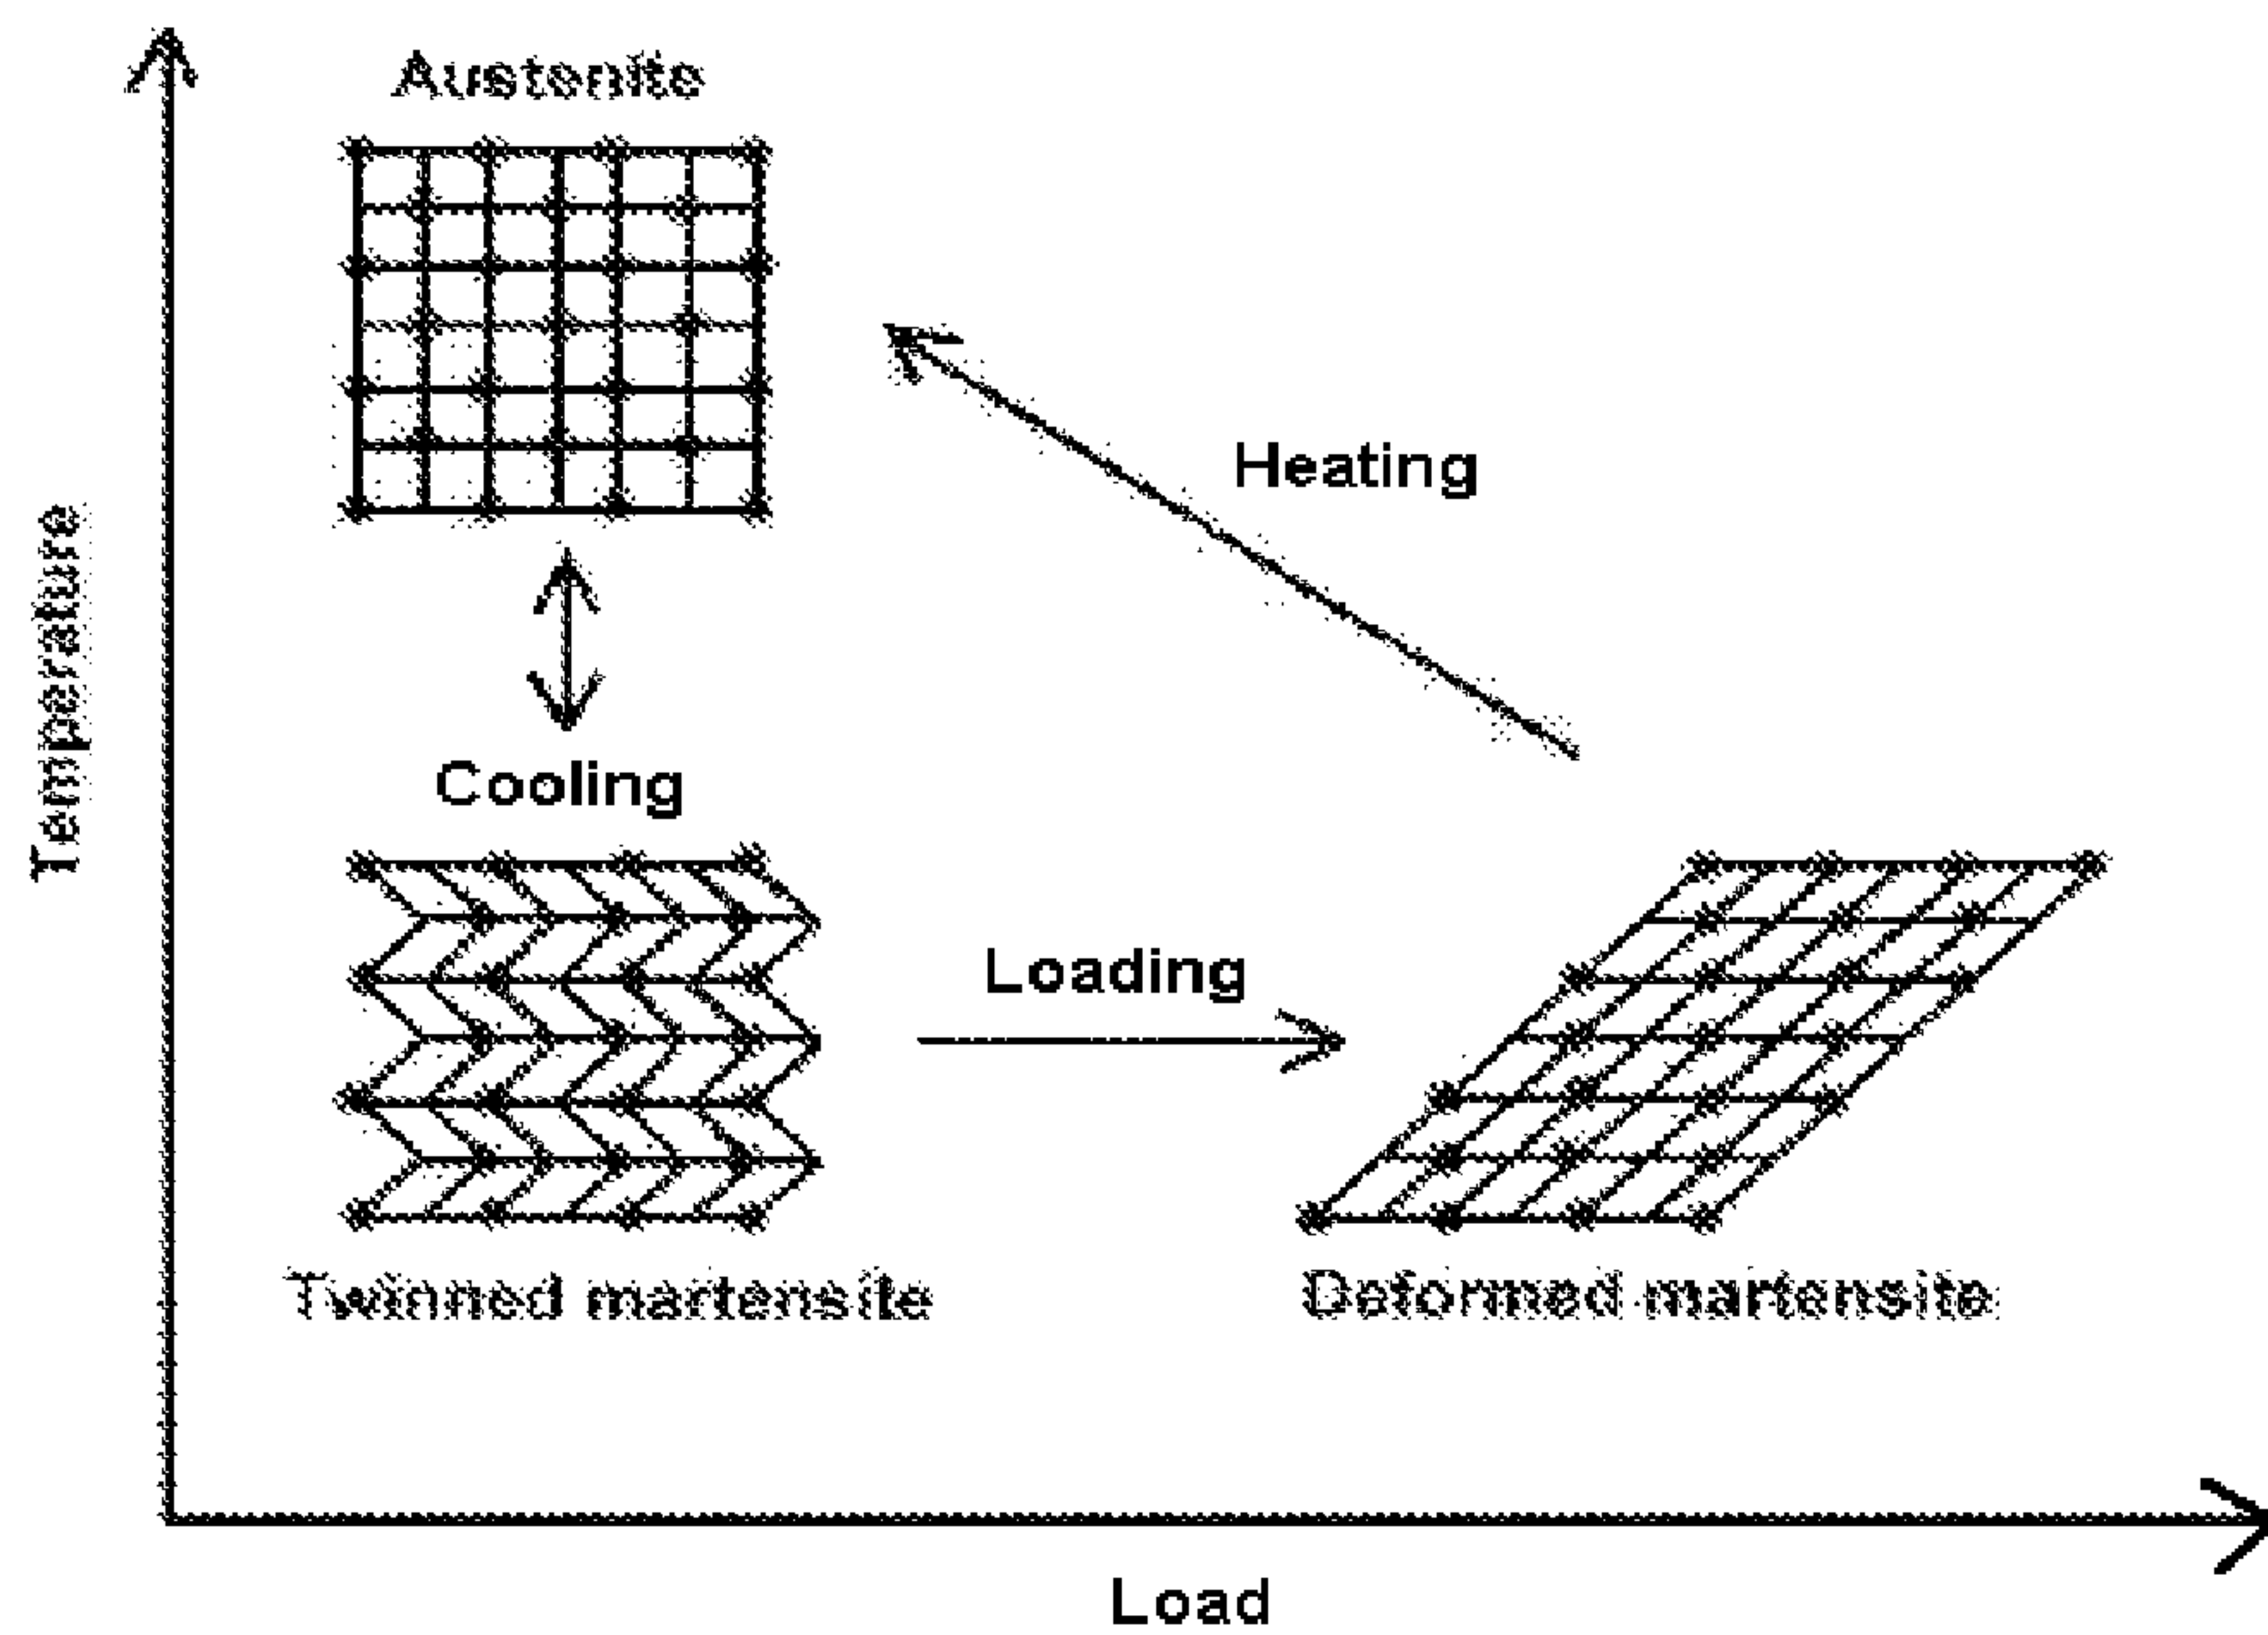 Austenite
Temperature
Heating
Cooling
Loading
Twinned martensite
Deformed martensite
Load